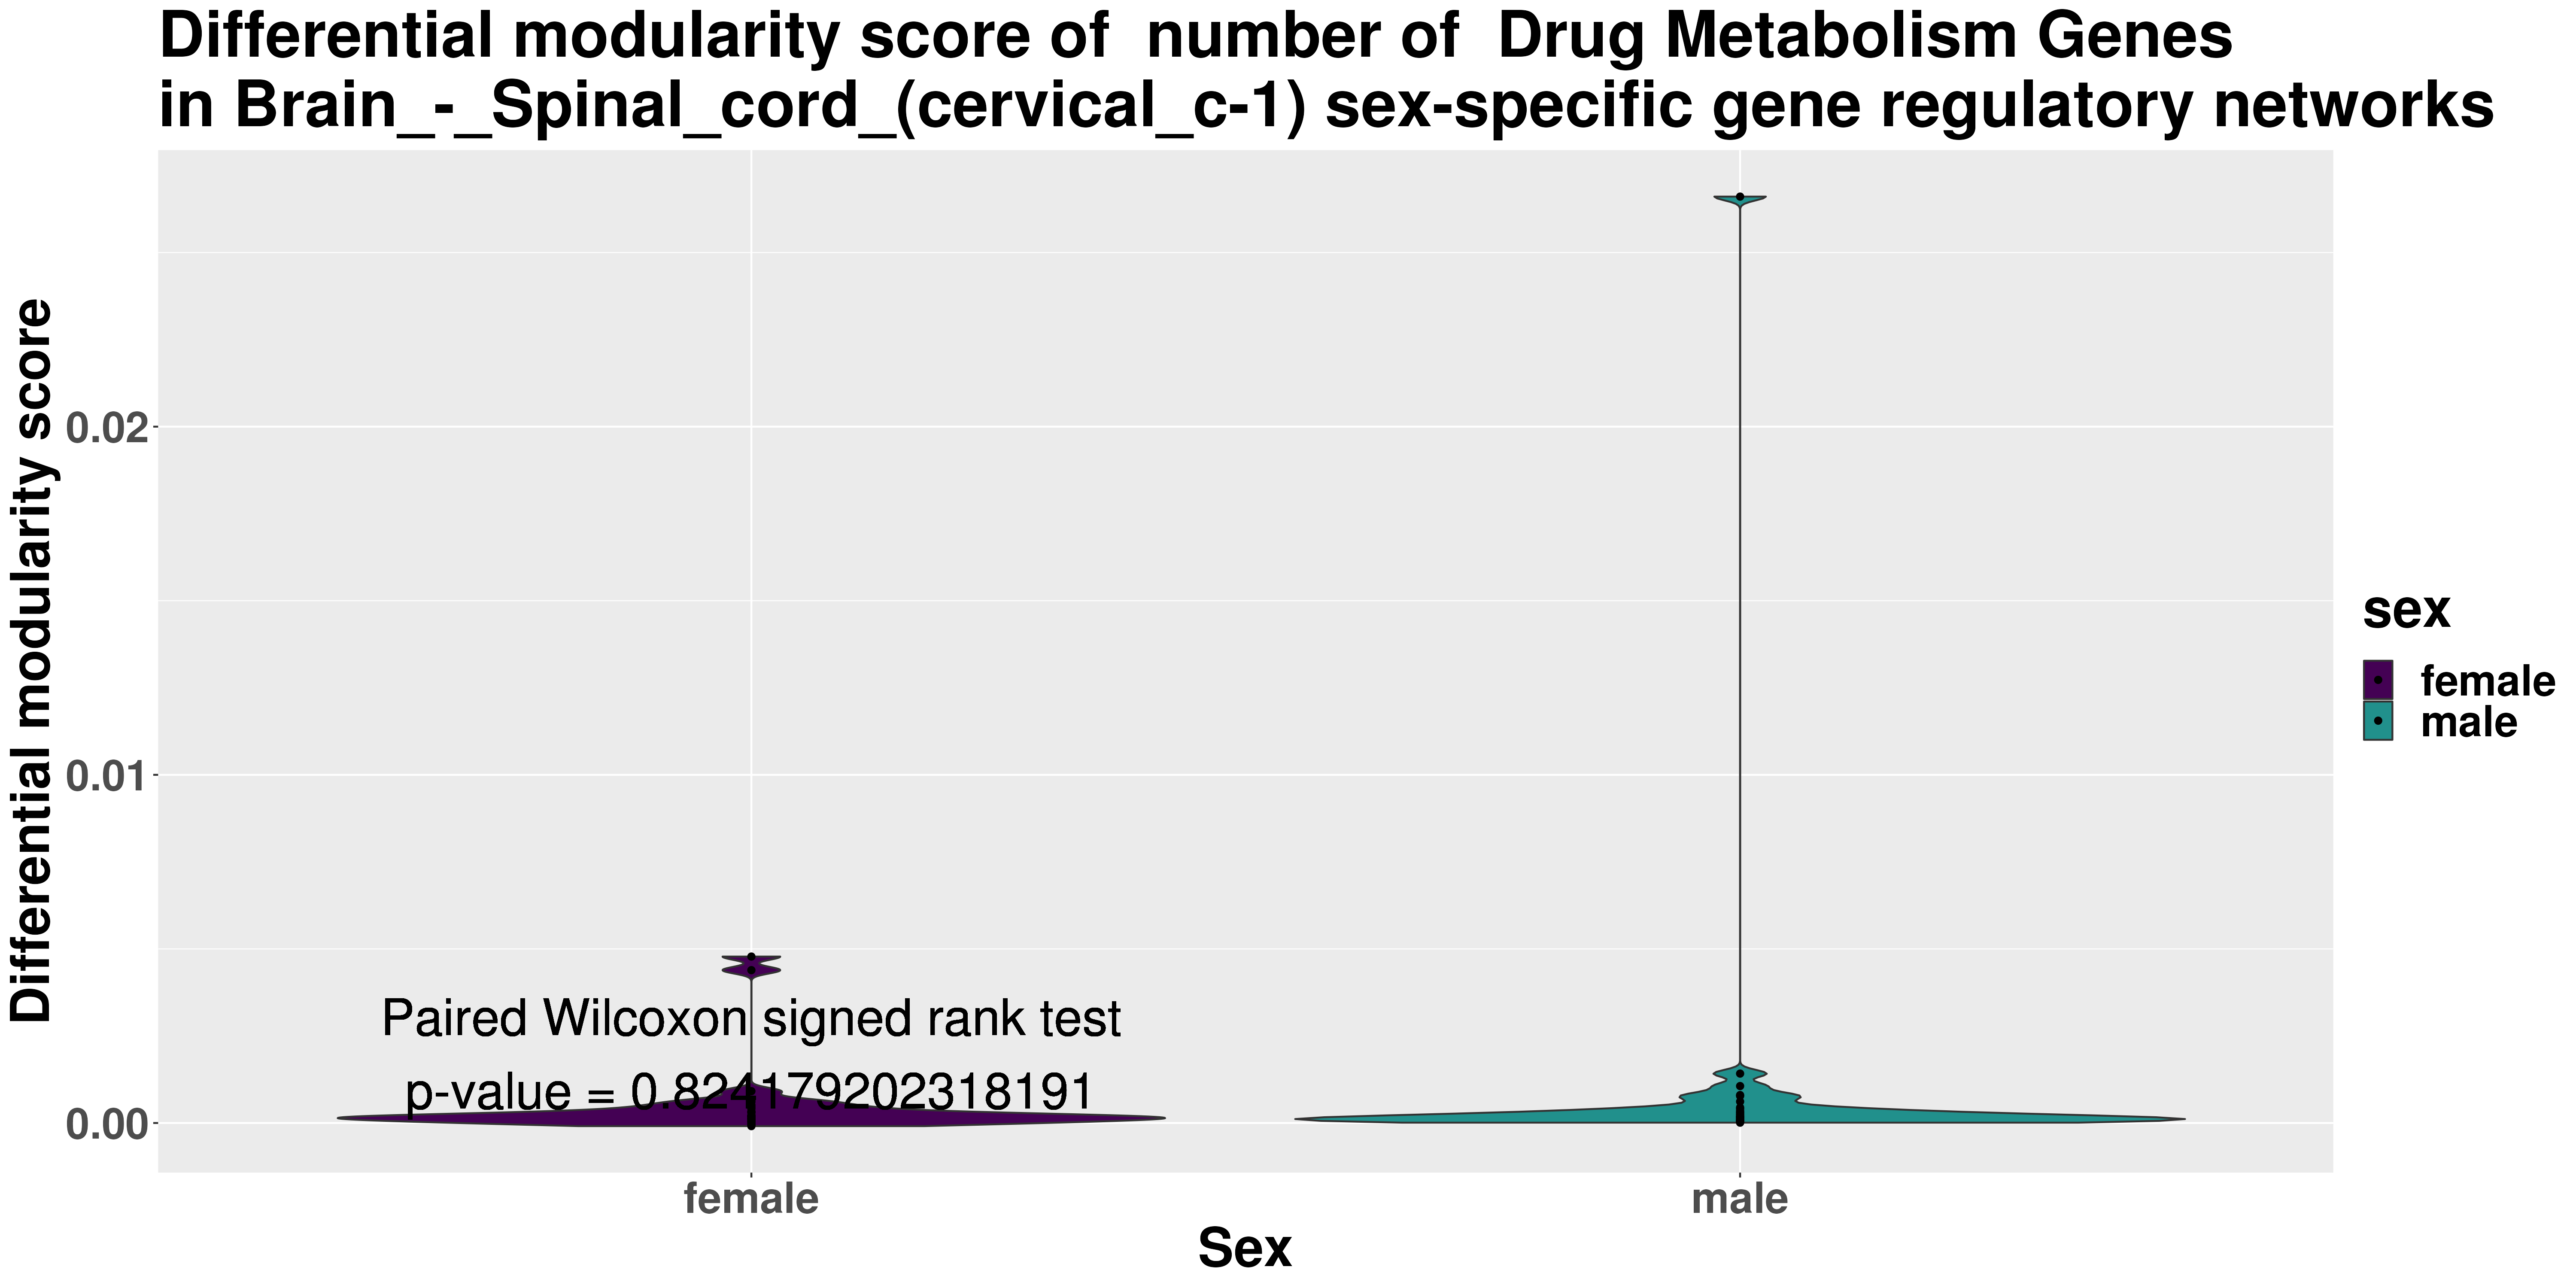 Differential modularity score of  number of  Drug Metabolism Genes
in Brain_-_Spinal_cord_(cervical_c-1) sex-specific gene regulatory networks
Differential modularity score
0.02
0.01
0.00
Paired Wilcoxon signed rank test
p-value = 0.8241792023​18191
female
male
Sex
sex
female
male